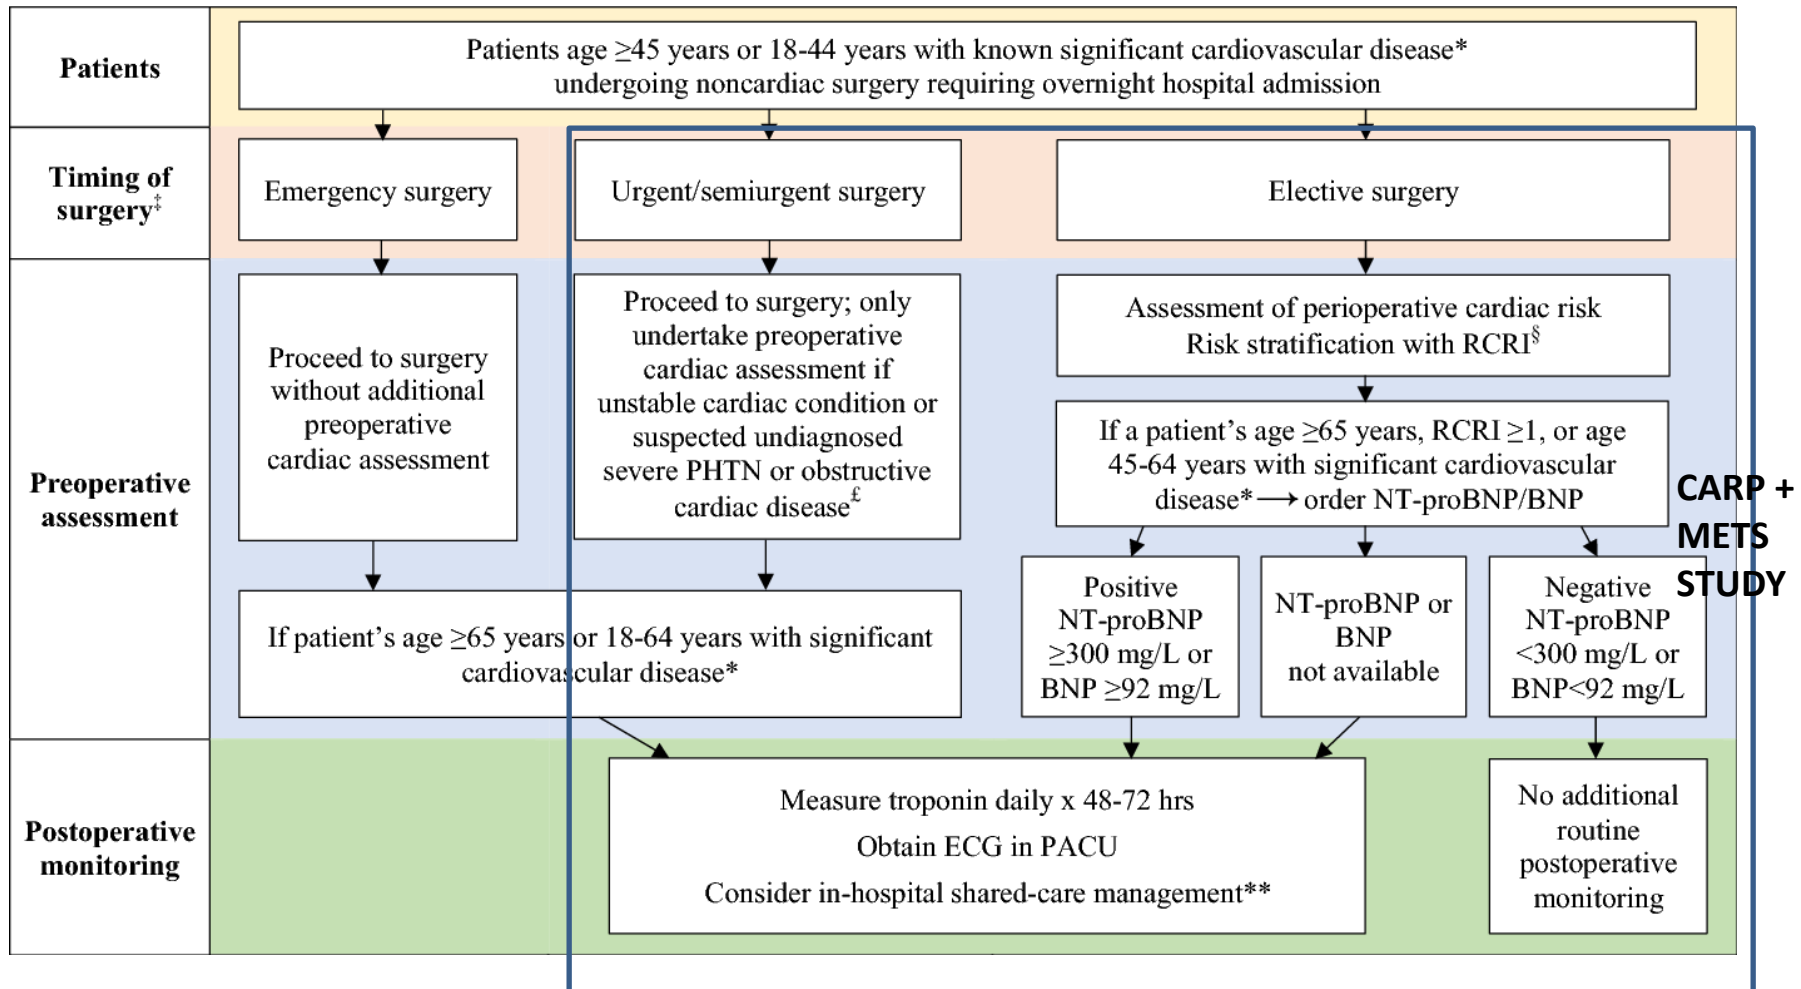 Patients
Patients age ≥45 years or 18-44 years with known significant cardiovascular disease*
undergoing noncardiac surgery requiring overnight hospital admission
Timing of
surgery‡
Emergency surgery
Urgent/semiurgent surgery
Elective surgery
Preoperative
assessment
Proceed to surgery
without additional
preoperative
cardiac assessment
Proceed to surgery; only
undertake preoperative
cardiac assessment if
unstable cardiac condition or
suspected undiagnosed
severe PHTN or obstructive
cardiac disease£
Assessment of perioperative cardiac risk
Risk stratification with RCRI§
If a patient’s age ≥65 years, RCRI ≥1, or age
45-64 years with significant cardiovascular
disease* → order NT-proBNP/BNP
CARP +
METS
STUDY
If patient’s age ≥65 years or 18-64 years with significant
cardiovascular disease*
Positive
NT-proBNP
≥300 mg/L or
BNP ≥92 mg/L
NT-proBNP or
BNP
not available
Negative
NT-proBNP
<300 mg/L or
BNP<92 mg/L
Postoperative
monitoring
Measure troponin daily x 48-72 hrs
Obtain ECG in PACU
Consider in-hospital shared-care management**
No additional
routine
postoperative
monitoring